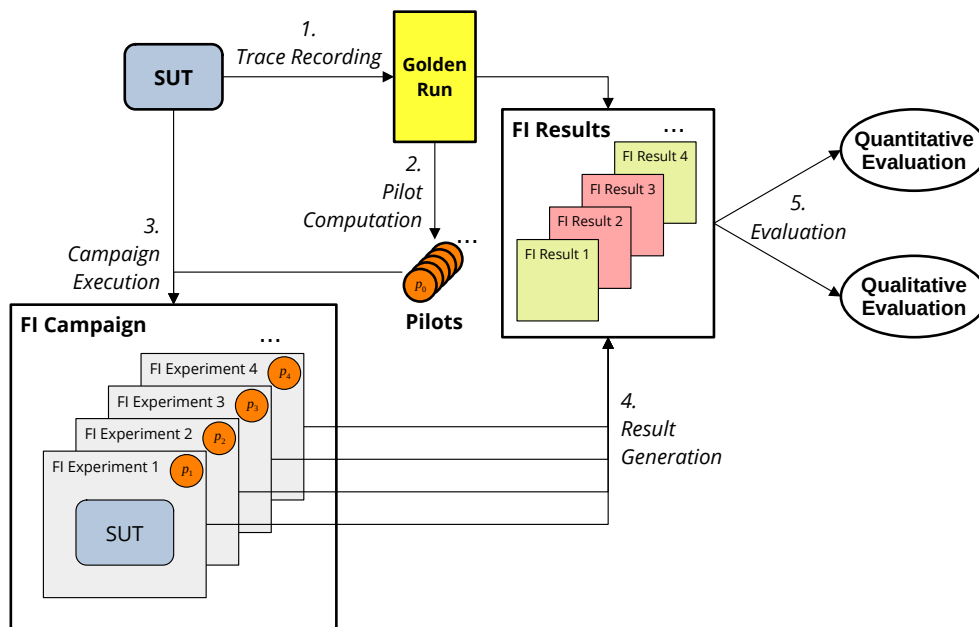 SUT
1.
Trace Recording
Golden
Run
2.
Pilot
Computation
3.
Campaign
Execution
...
p0
Pilots
FI Results
...
FI Result 4
FI Result 3
FI Result 2
FI Result 1
Quantitative
Evaluation
5.
Evaluation
Qualitative
Evaluation
FI Campaign
...
FI Experiment 4
p4
FI Experiment 3
p3
FI Experiment 2
p2
FI Experiment 1
p1
SUT
4.
Result
Generation